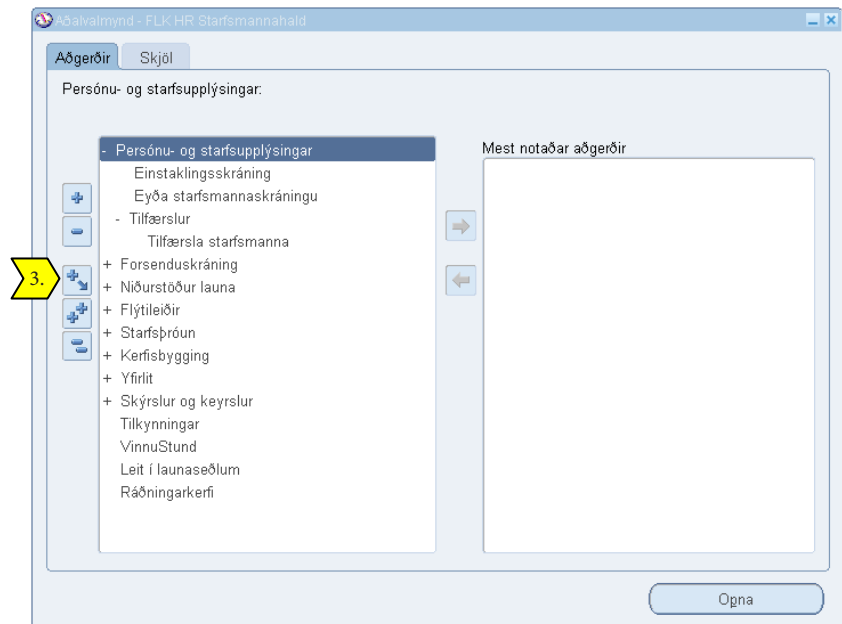 Aðalvalmynd - FLK HR Starfsmannahald
Aðgerðir Skjöl
Persónu- og starfsupplýsingar:
Mest notaðar aðgerðir
- Persónu- og starfsupplýsingar
Einstaklingsskráning
Eyða starfsmannaskráningu
- Tilfærslur
Tilfærsla starfsmanna
+ Forsenduskráning
3.
+ Niðurstöður launa
+ Flýtileiðir
+ Starfsþróun
+ Kerfisbygging
+ Yfirlit
+ Skýrslur og keyrslur
Tilkynningar
VinnuStund
Leit í launaseðlum
Ráðningarkerfi
Opna